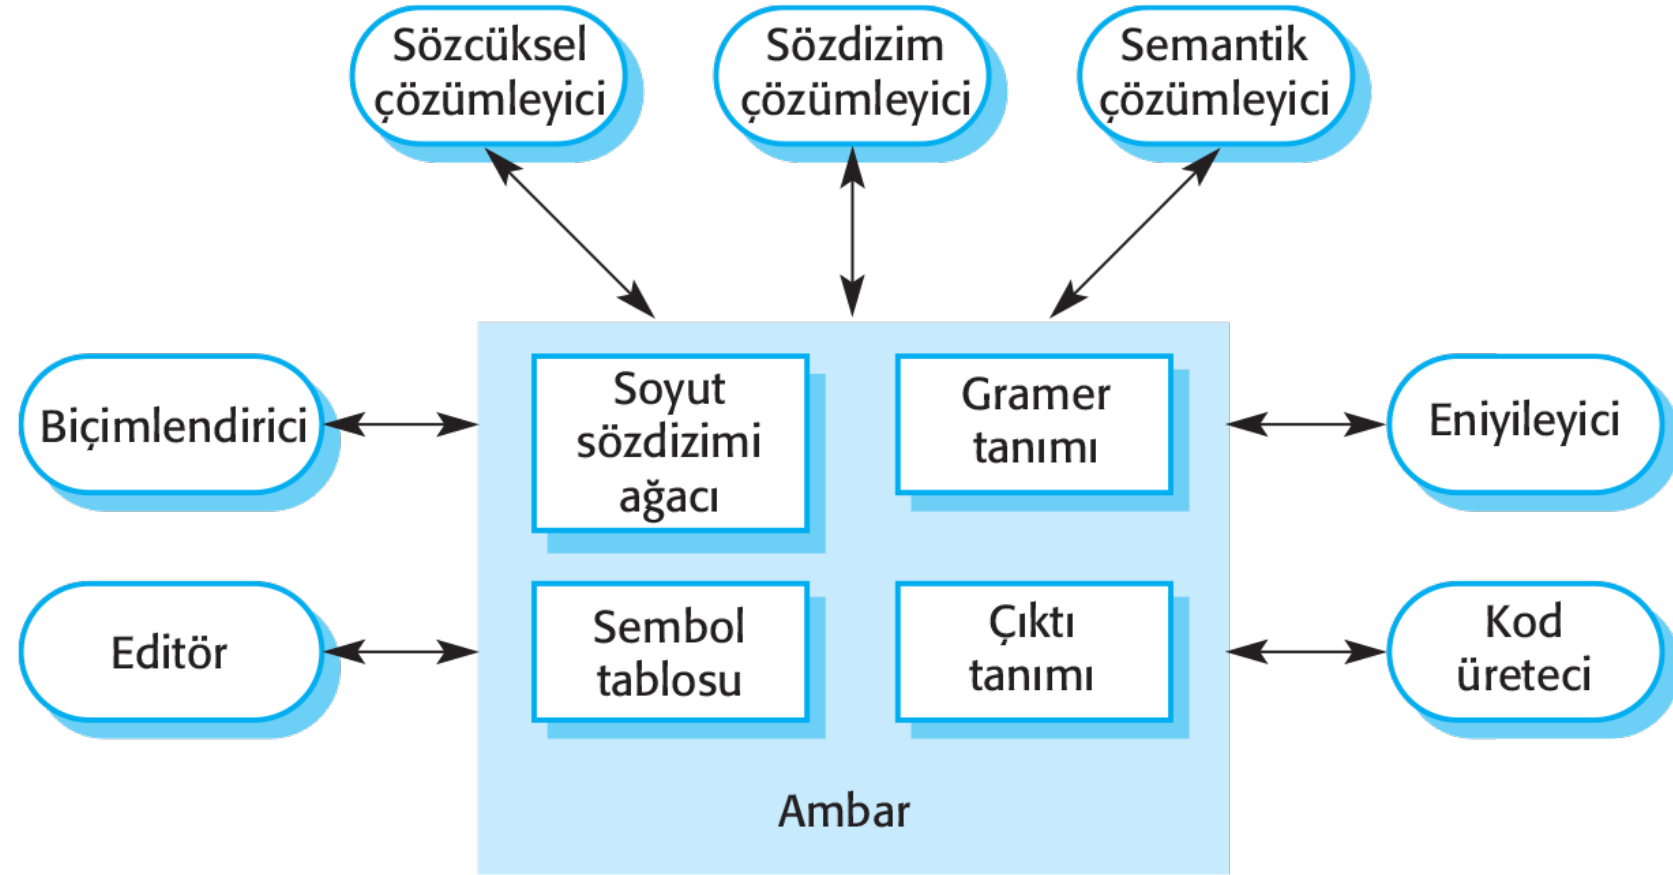 Sözcüksel
çözümleyici
Sözdizim
çözümleyici
Semantik
çözümleyici
Biçimlendirici
Soyut
sözdizimi
ağacı
Gramer
tanımı
Eniyileyici
Editör
Sembol
tablosu
Çıktı
tanımı
Kod
üreteci
Ambar